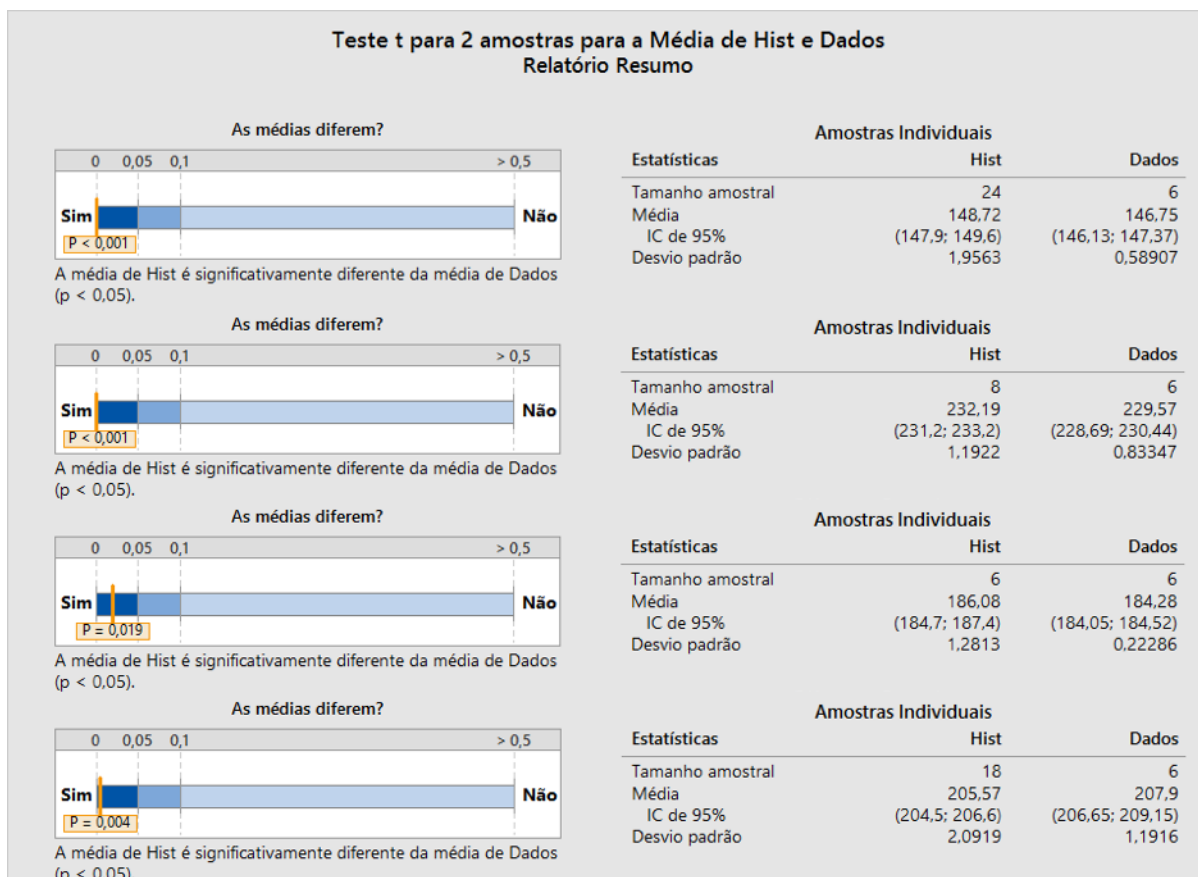 Teste t para 2 amostras para a Média de Hist e Dados
Relatório Resumo
As médias diferem?
0 0,05 0,1 > 0,5
Sim Não
P < 0,001
A média de Hist é significativamente diferente da média de Dados
(p < 0,05).
Amostras Individuais
Estatísticas Hist Dados
Tamanho amostral 24 6
Média 148,72 146,75
IC de 95% (147,9; 149,6) (146,13; 147,37)
Desvio padrão 1,9563 0,58907
As médias diferem?
0 0,05 0,1 > 0,5
Sim Não
P < 0,001
A média de Hist é significativamente diferente da média de Dados
(p < 0,05).
Amostras Individuais
Estatísticas Hist Dados
Tamanho amostral 8 6
Média 232,19 229,57
IC de 95% (231,2; 233,2) (228,69; 230,44)
Desvio padrão 1,1922 0,83347
As médias diferem?
0 0,05 0,1 > 0,5
Sim Não
P = 0,019
A média de Hist é significativamente diferente da média de Dados
(p < 0,05).
Amostras Individuais
Estatísticas Hist Dados
Tamanho amostral 6 6
Média 186,08 184,28
IC de 95% (184,7; 187,4) (184,05; 184,52)
Desvio padrão 1,2813 0,22286
As médias diferem?
0 0,05 0,1 > 0,5
Sim Não
P = 0,004
A média de Hist é significativamente diferente da média de Dados
(p < 0,05).
Amostras Individuais
Estatísticas Hist Dados
Tamanho amostral 18 6
Média 205,57 207,9
IC de 95% (204,5; 206,6) (206,65; 209,15)
Desvio padrão 2,0919 1,1916